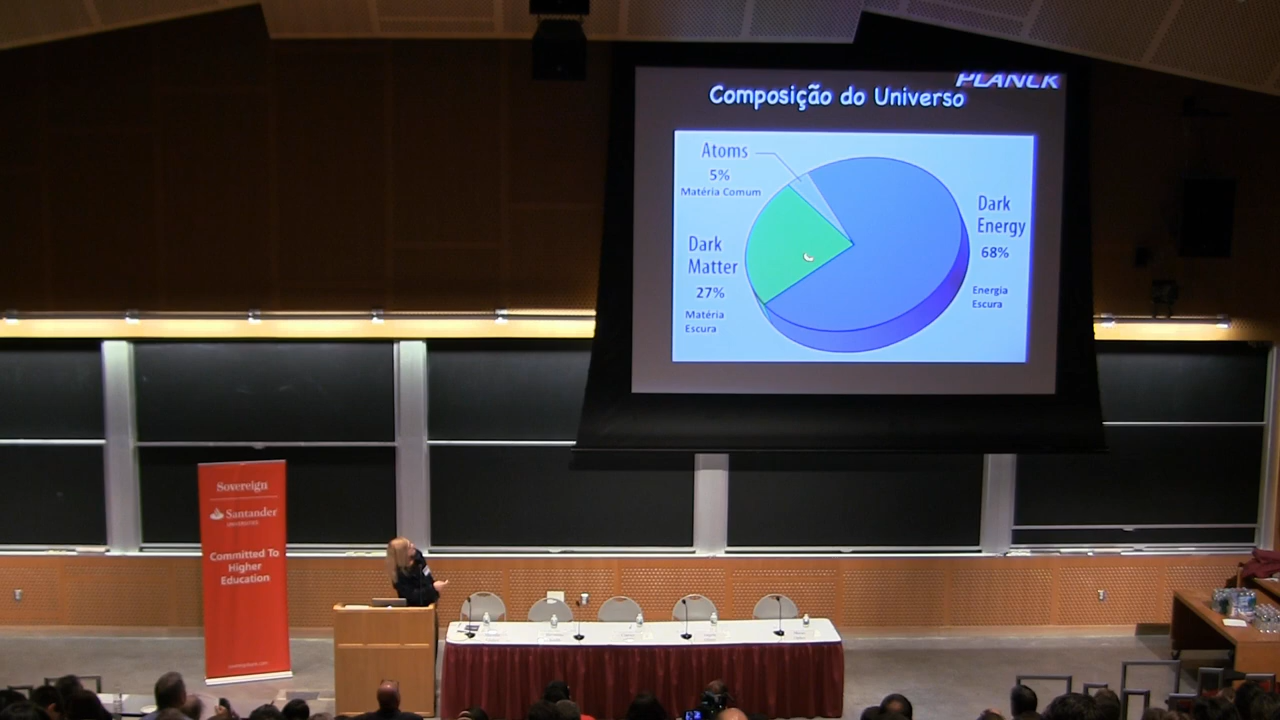 PLANCK
Composição do Universo
Atoms
5%
Matéria Comum
Dark
Energy
68%
Energia
Escura
Dark
Matter
27%
Matéria
Escura
Sovereign
Santander
UNIVERSITIES
Committed To
Higher
Education